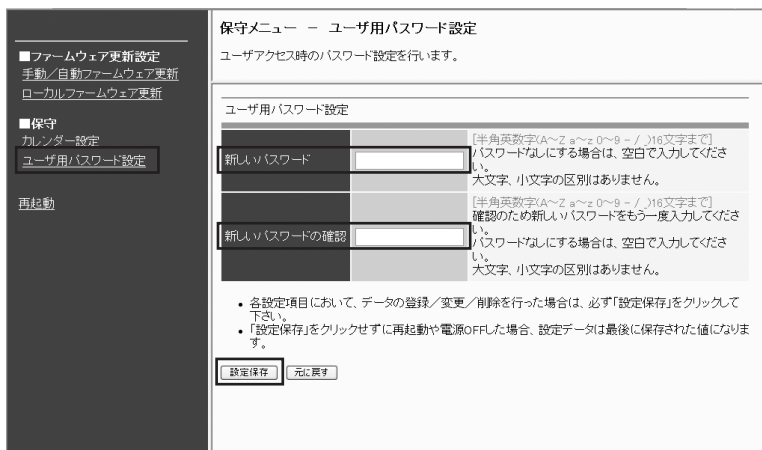 保守メニュー － ユーザ用パスワード設定
ユーザアクセス時のパスワード設定を行います。
■ファームウェア更新設定
手動／自動ファームウェア更新
ローカルファームウェア更新
■保守
カレンダー設定
ユーザ用パスワード設定
再起動
ユーザ用パスワード設定
新しいパスワード
[半角英数字(A～Z a～z 0～9 - / _)16文字まで]
パスワードなしにする場合は、空白で入力してくださ
い。
大文字、小文字の区別はありません。
新しいパスワードの確認
[半角英数字(A～Z a～z 0～9 - / _)16文字まで]
確認のため新しいパスワードをもう一度入力してくださ
い。
パスワードなしにする場合は、空白で入力してくださ
い。
大文字、小文字の区別はありません。
• 各設定項目において、データの登録／変更／削除を行った場合は、必ず「設定保存」をクリックして
下さい。
• 「設定保存」をクリックせずに再起動や電源OFFした場合、設定データは最後に保存された値になりま
す。
設定保存 元に戻す